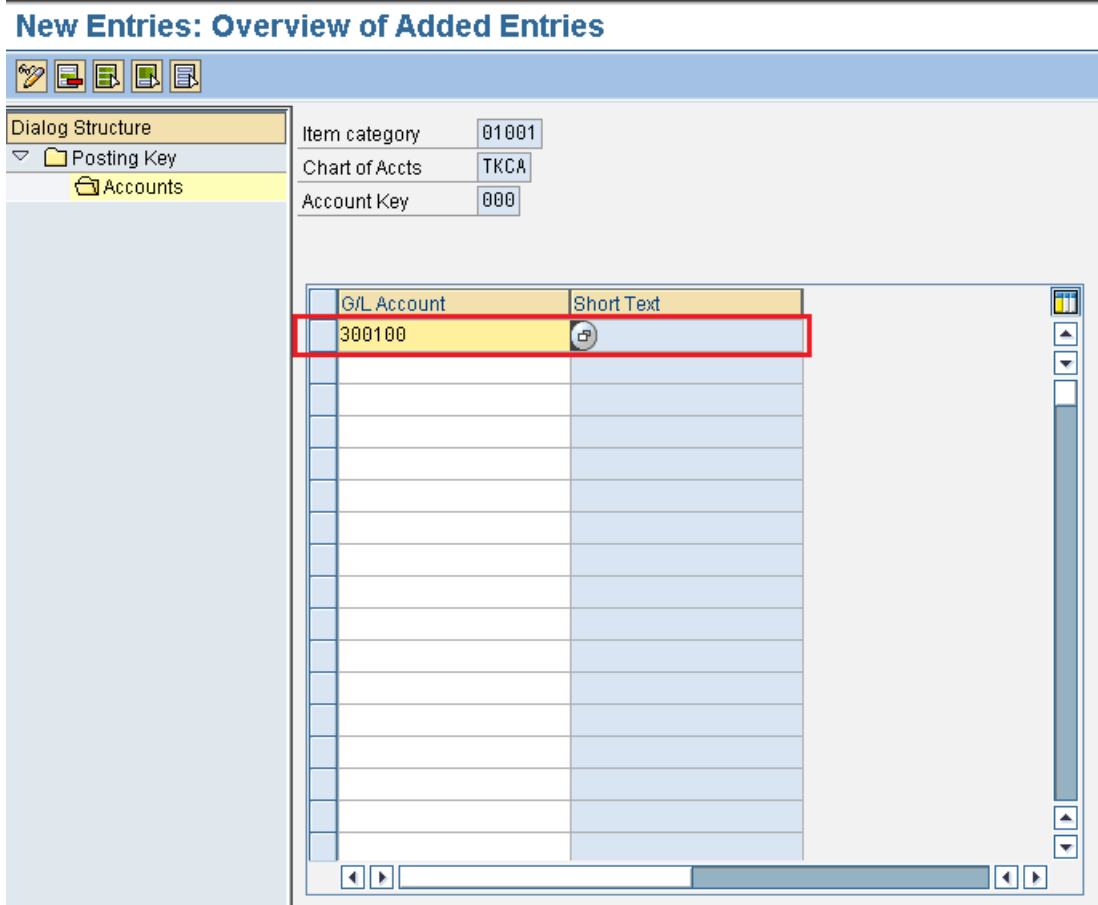 New Entries: Overview of Added Entries
Dialog Structure
Posting Key
Accounts
Item category 01001
Chart of Accts TKCA
Account Key 000
G/L Account Short Text
300100